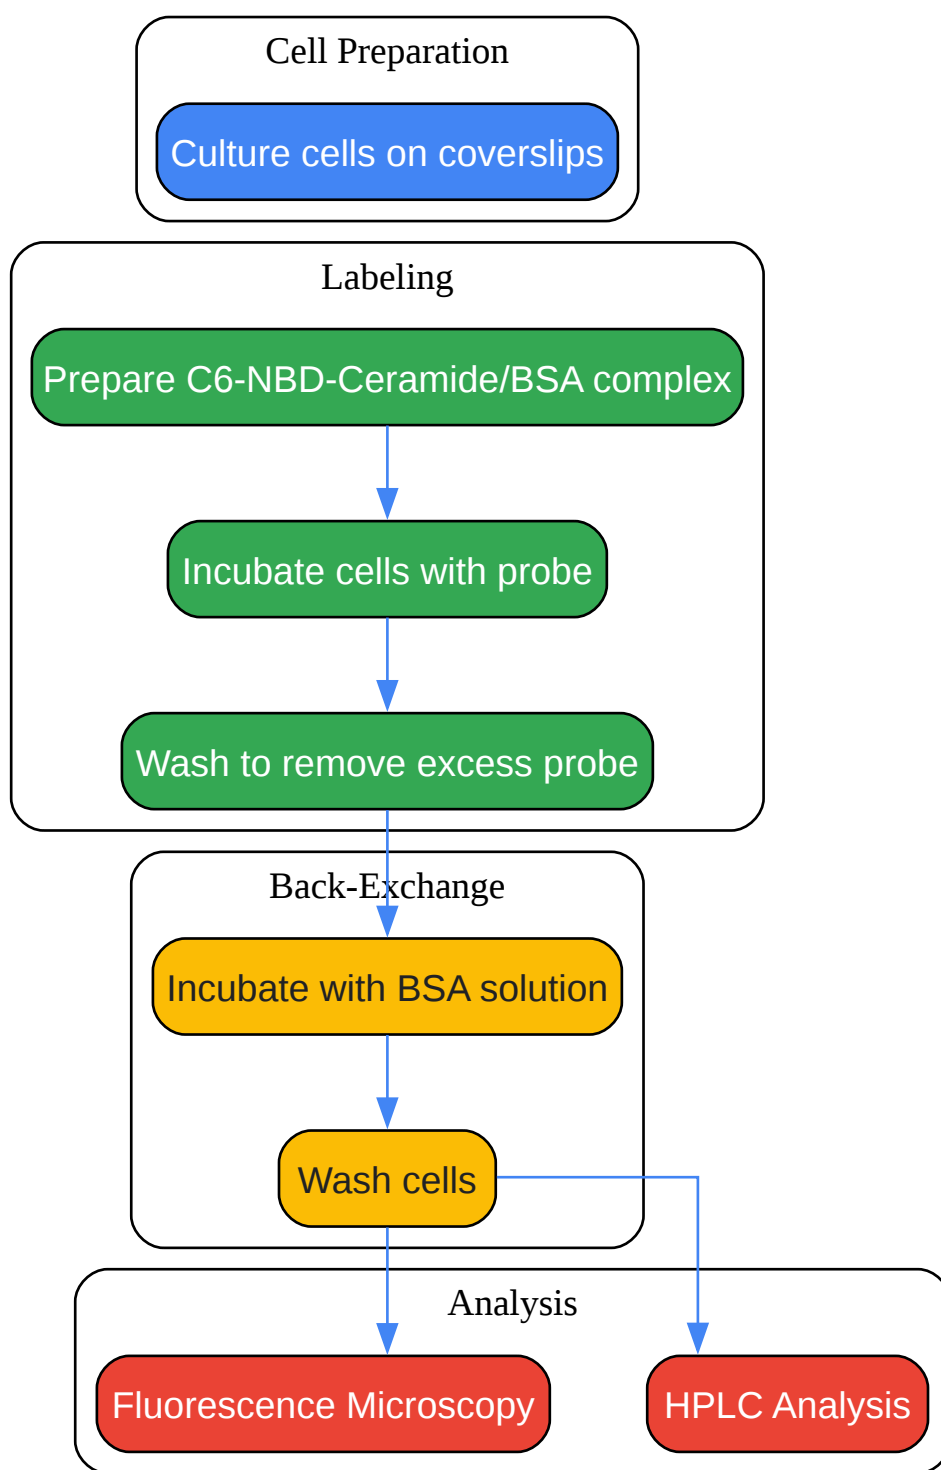 Cell Preparation
Culture cells on coverslips
Labeling
Prepare C6-NBD-Ceramide/BSA complex
Incubate cells with probe
Wash to remove excess probe
Back-Exchange
Incubate with BSA solution
Wash cells
Analysis
Fluorescence Microscopy
HPLC Analysis